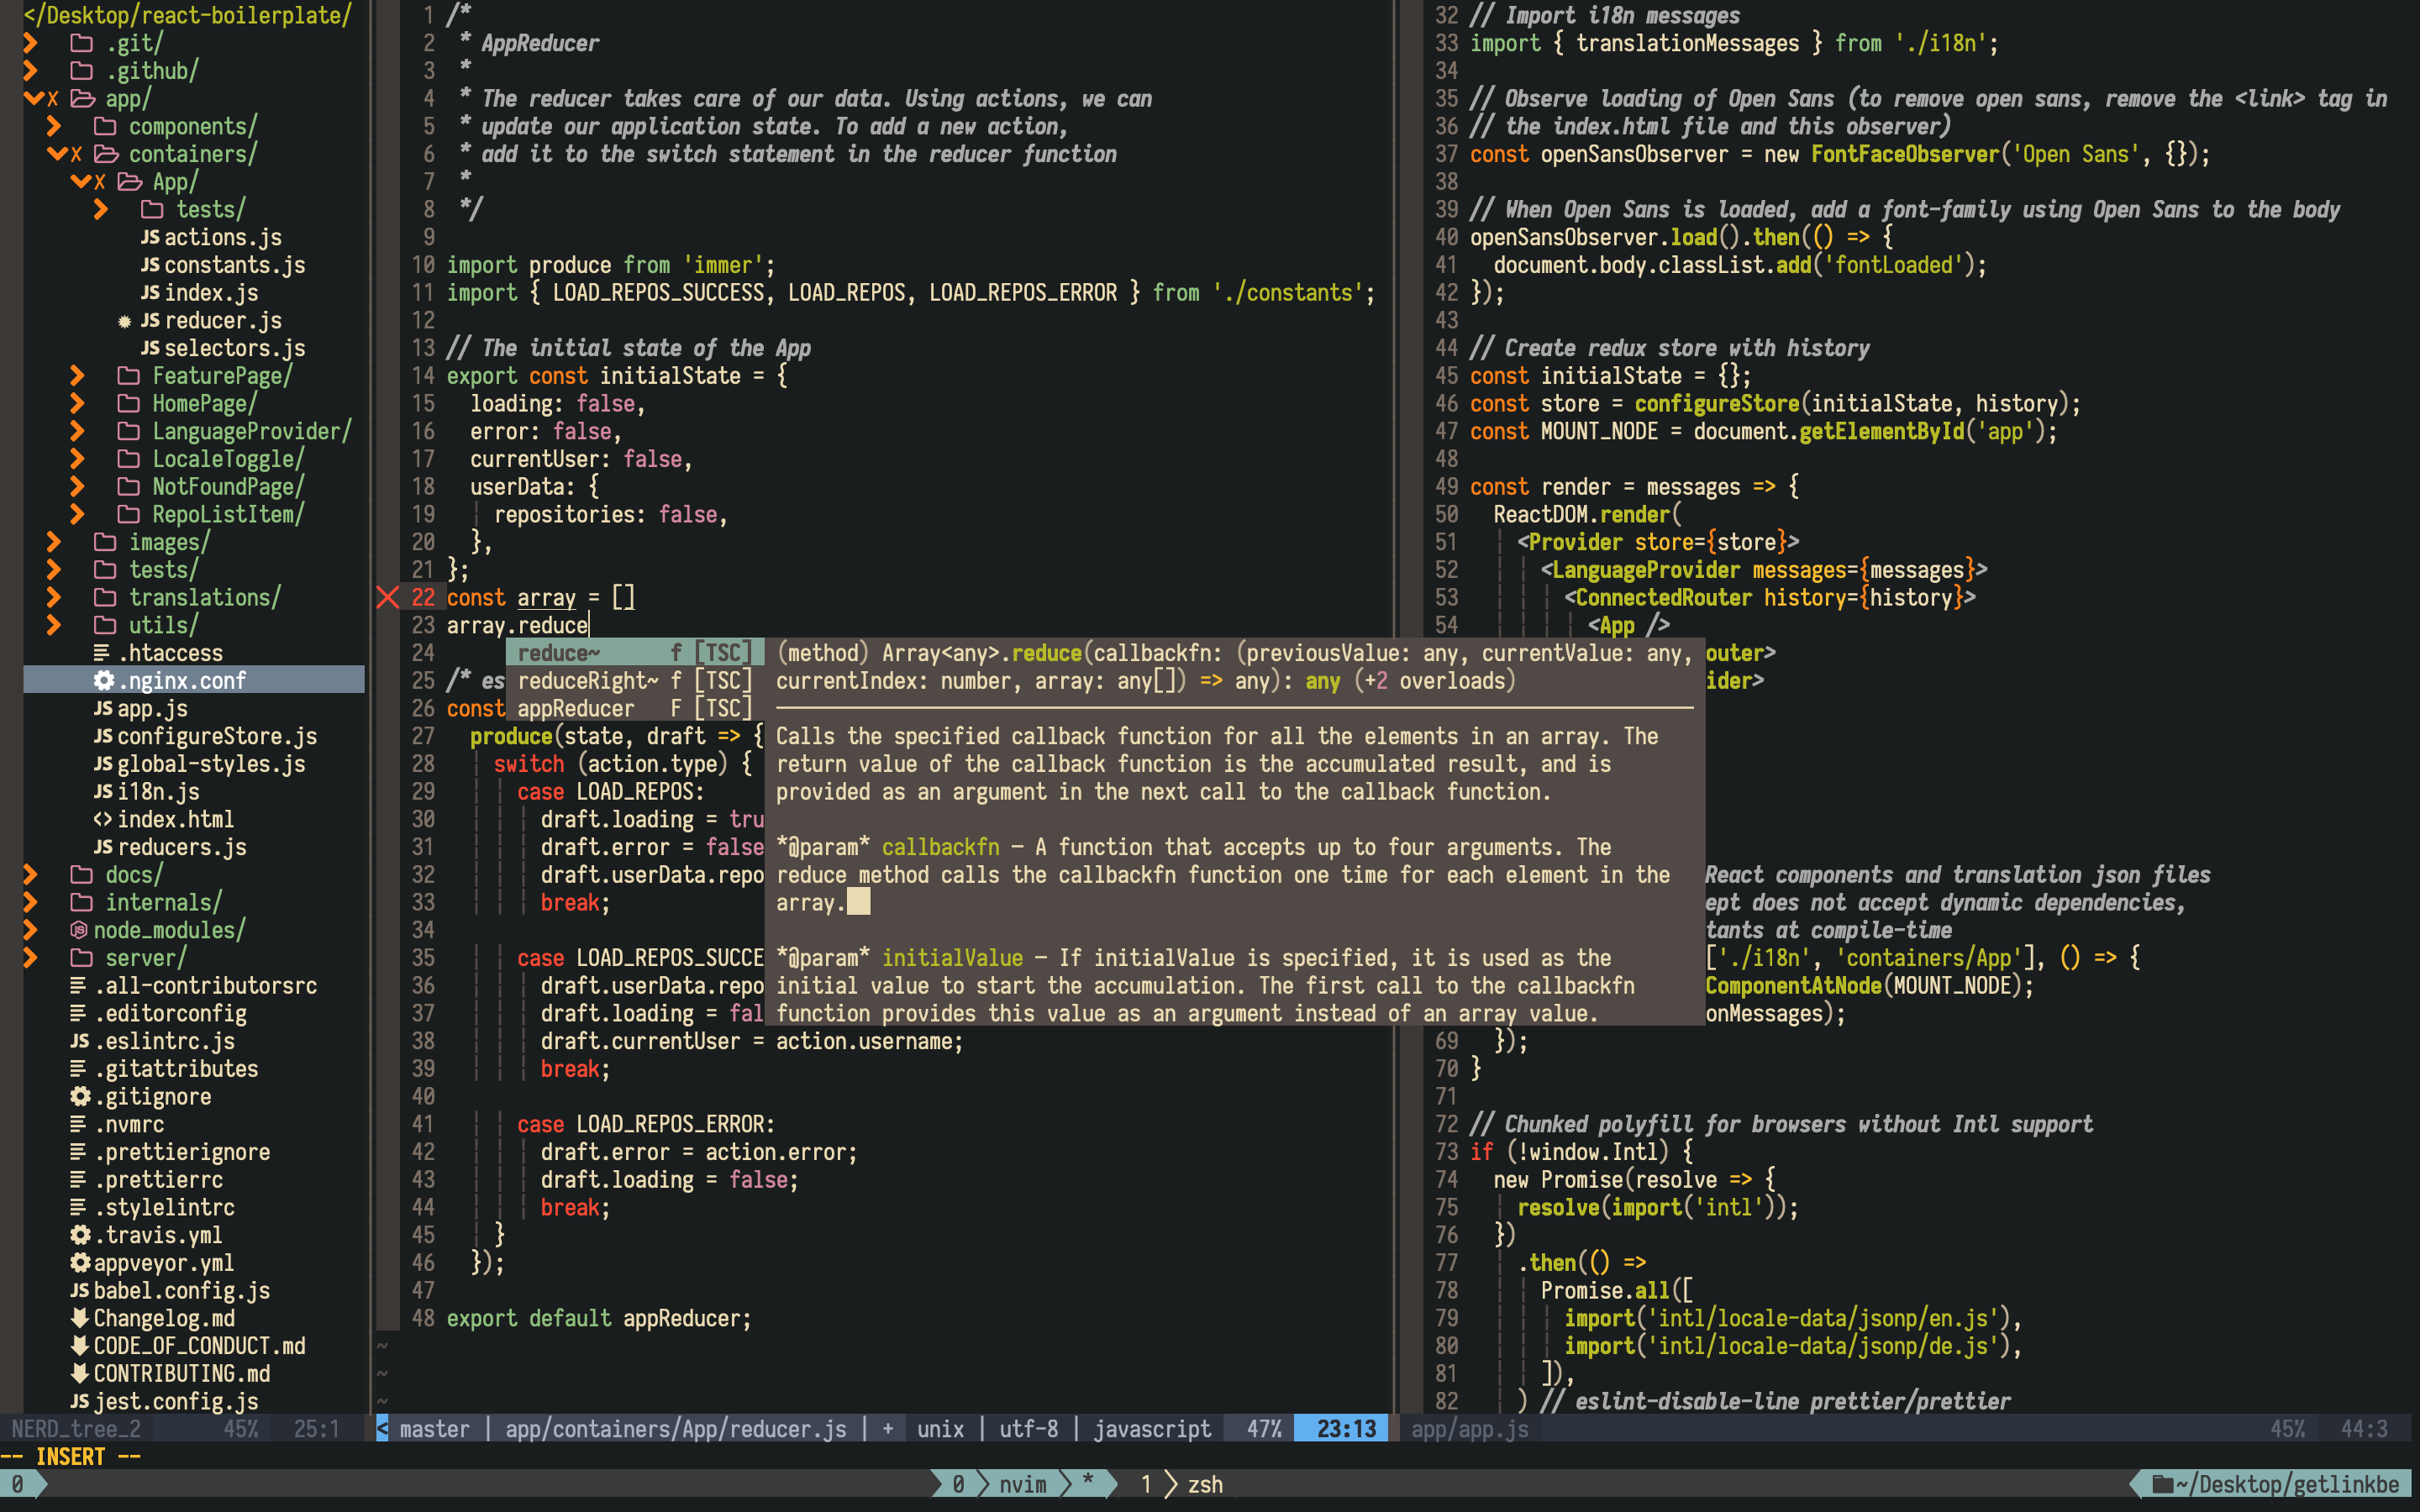 </Desktop/react-boilerplate/
.git/
.github/
X app/
components/
X containers/
X App/
tests/
JS actions.js
JS constants.js
JS index.js
JS reducer.js
JS selectors.js
FeaturePage/
HomePage/
LanguageProvider/
LocaleToggle/
NotFoundPage/
RepoListItem/
images/
tests/
translations/
utils/
.htaccess
.nginx.conf
JS app.js
JS configureStore.js
JS global-styles.js
JS i18n.js
<> index.html
JS reducers.js
docs/
internals/
node_modules/
server/
.all-contributorsrc
.editorconfig
JS .eslintrc.js
.gitattributes
.gitignore
.nvmrc
.prettierignore
.prettierrc
.stylelintrc
.travis.yml
appveyor.yml
JS babel.config.js
Changelog.md
CODE_OF_CONDUCT.md
CONTRIBUTING.md
JS jest.config.js
NERD_tree_2 45% 25:1
1 /*
2 * AppReducer
3 *
4 * The reducer takes care of our data. Using actions, we can
5 * update our application state. To add a new action,
6 * add it to the switch statement in the reducer function
7 *
8 */
9
10 import produce from 'immer';
11 import { LOAD_REPOS_SUCCESS, LOAD_REPOS, LOAD_REPOS_ERROR } from './constants';
12
13 // The initial state of the App
14 export const initialState = {
15 loading: false,
16 error: false,
17 currentUser: false,
18 userData: {
19 repositories: false,
20 },
21 };
22 const array = []
23 array.reduce
24
25 /* es
26 const
27 produce(state, draft => {
28 switch (action.type) {
29 case LOAD_REPOS:
30 draft.loading = tru
31 draft.error = false
32 draft.userData.repo
33 break;
34
35 case LOAD_REPOS_SUCCE
36 draft.userData.repo
37 draft.loading = fal
38 draft.currentUser = action.username;
39 break;
40
41 case LOAD_REPOS_ERROR:
42 draft.error = action.error;
43 draft.loading = false;
44 break;
45 }
46 });
47
48 export default appReducer;
~
~
~
reduce~ f [TSC]
reduceRight~ f [TSC]
appReducer F [TSC]
(method) Array<any>.reduce(callbackfn: (previousValue: any, currentValue: any,
currentIndex: number, array: any[]) => any): any (+2 overloads)
Calls the specified callback function for all the elements in an array. The
return value of the callback function is the accumulated result, and is
provided as an argument in the next call to the callback function.
*@param* callbackfn — A function that accepts up to four arguments. The
reduce method calls the callbackfn function one time for each element in the
array.
*@param* initialValue — If initialValue is specified, it is used as the
initial value to start the accumulation. The first call to the callbackfn
function provides this value as an argument instead of an array value.
< master | app/containers/App/reducer.js | + unix | utf-8 | javascript 47% 23:13
32 // Import i18n messages
33 import { translationMessages } from './i18n';
34
35 // Observe loading of Open Sans (to remove open sans, remove the <link> tag in
36 // the index.html file and this observer)
37 const openSansObserver = new FontFaceObserver('Open Sans', {});
38
39 // When Open Sans is loaded, add a font-family using Open Sans to the body
40 openSansObserver.load().then(() => {
41 document.body.classList.add('fontLoaded');
42 });
43
44 // Create redux store with history
45 const initialState = {};
46 const store = configureStore(initialState, history);
47 const MOUNT_NODE = document.getElementById('app');
48
49 const render = messages => {
50 ReactDOM.render(
51 <Provider store={store}>
52 <LanguageProvider messages={messages}>
53 <ConnectedRouter history={history}>
54 <App />
outer>
ider>
React components and translation json files
ept does not accept dynamic dependencies,
tants at compile-time
['./i18n', 'containers/App'], () => {
ComponentAtNode(MOUNT_NODE);
onMessages);
69 });
70 }
71
72 // Chunked polyfill for browsers without Intl support
73 if (!window.Intl) {
74 new Promise(resolve => {
75 resolve(import('intl'));
76 })
77 .then(() =>
78 Promise.all([
79 import('intl/locale-data/jsonp/en.js'),
80 import('intl/locale-data/jsonp/de.js'),
81 ]),
82 ) // eslint-disable-line prettier/prettier
app/app.js 45% 44:3
-- INSERT --
0 0 nvim * 1 zsh ~/Desktop/getlinkbe